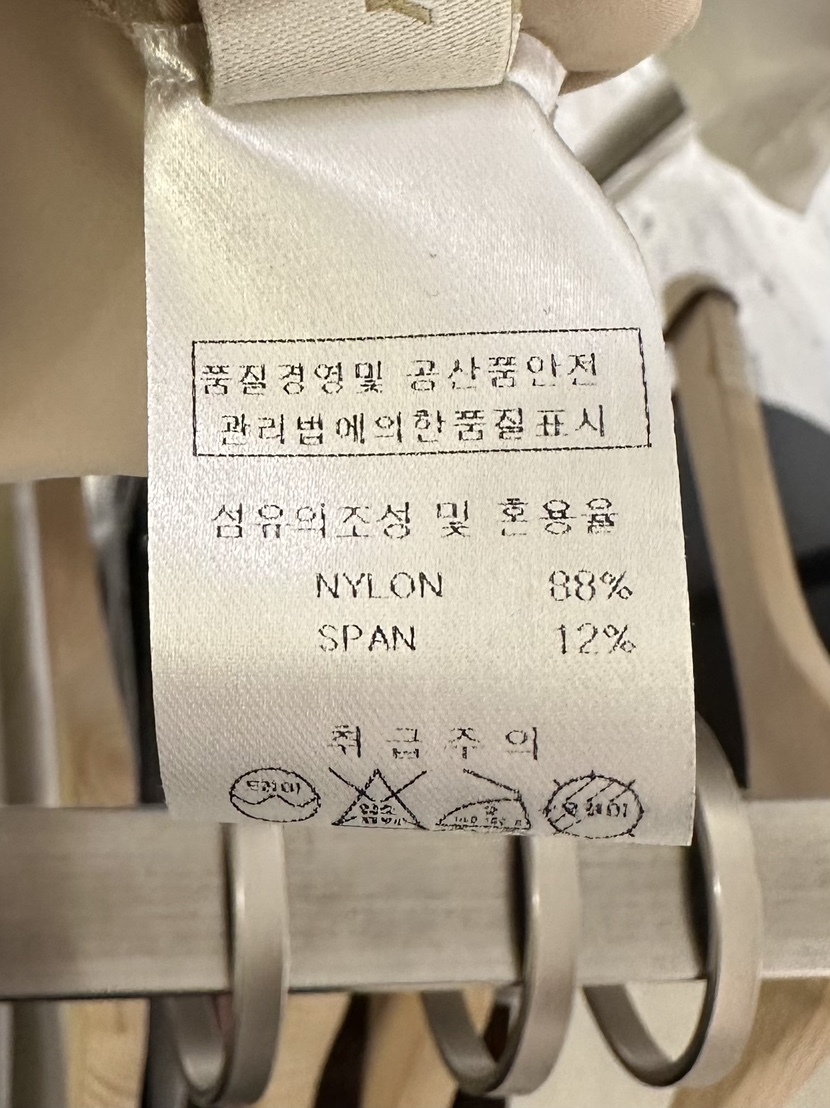 품질경영및 공산품안전
관리법에의한품질표시
섬유의조성 및 혼용율
NYLON 88%
SPAN 12%
취급주의
드라이